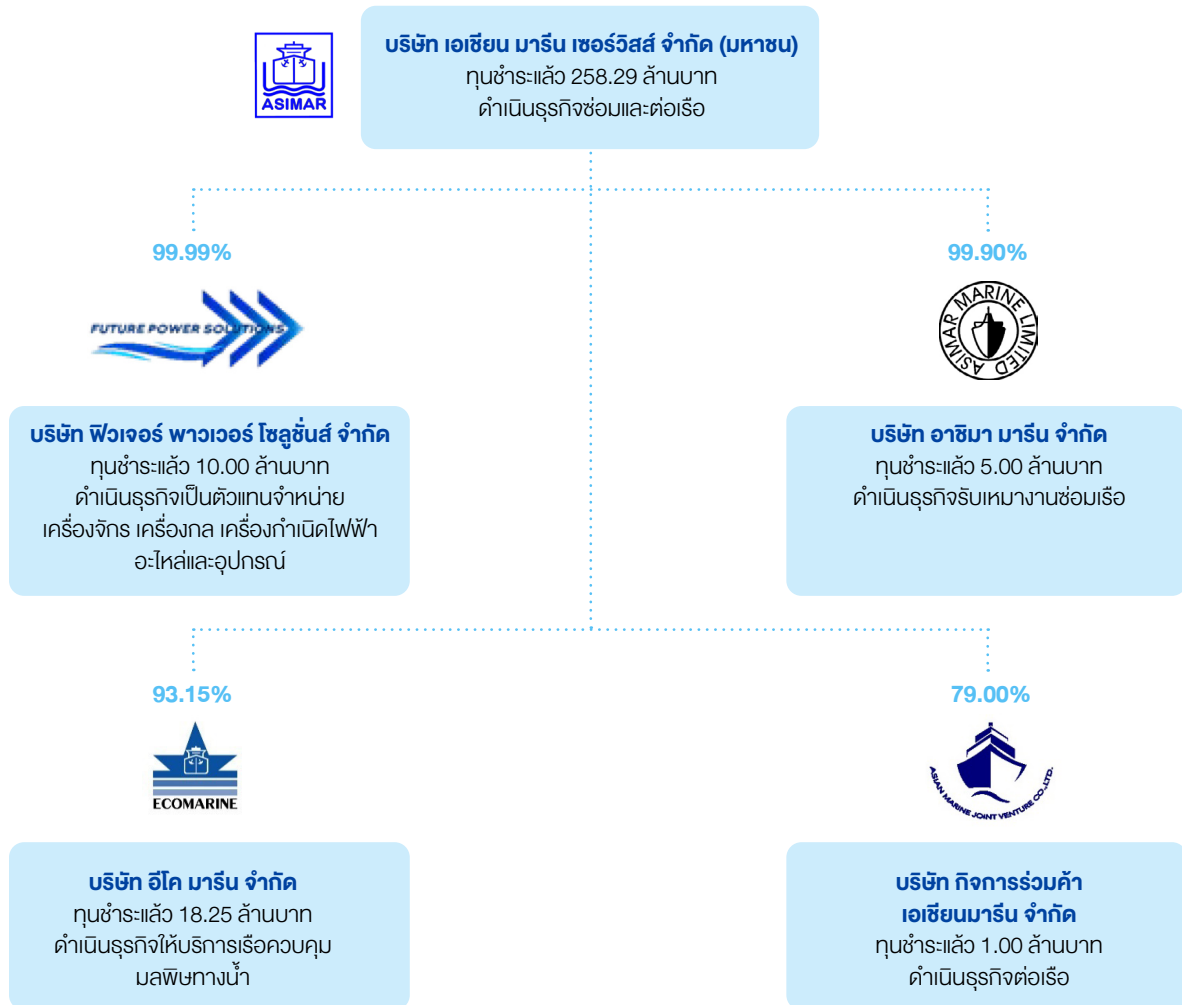 ASIMAR
บริษัท เอเชียน มารีน เซอร์วิสส์ จำกัด (มหาชน)
ทุนชำระแล้ว 258.29 ล้านบาท
ดำเนินธุรกิจซ่อมและต่อเรือ
99.99%
99.90%
FUTURE POWER SOLUTIONS
ASIMAR MARINE LIMITED
บริษัท ฟิวเจอร์ พาวเวอร์ โซลูชั่นส์ จำกัด
ทุนชำระแล้ว 10.00 ล้านบาท
ดำเนินธุรกิจเป็นตัวแทนจำหน่าย
เครื่องจักร เครื่องกล เครื่องกำเนิดไฟฟ้า
อะไหล่และอุปกรณ์
บริษัท อาซิมา มารีน จำกัด
ทุนชำระแล้ว 5.00 ล้านบาท
ดำเนินธุรกิจรับเหมางานซ่อมเรือ
93.15%
79.00%
ECOMARINE
ASIAN MARINE JOINT VENTURE CO.,LTD.
บริษัท อีโค มารีน จำกัด
ทุนชำระแล้ว 18.25 ล้านบาท
ดำเนินธุรกิจให้บริการเรือควบคุม
มลพิษทางน้ำ
บริษัท กิจการร่วมค้า
เอเชียนมารีน จำกัด
ทุนชำระแล้ว 1.00 ล้านบาท
ดำเนินธุรกิจต่อเรือ